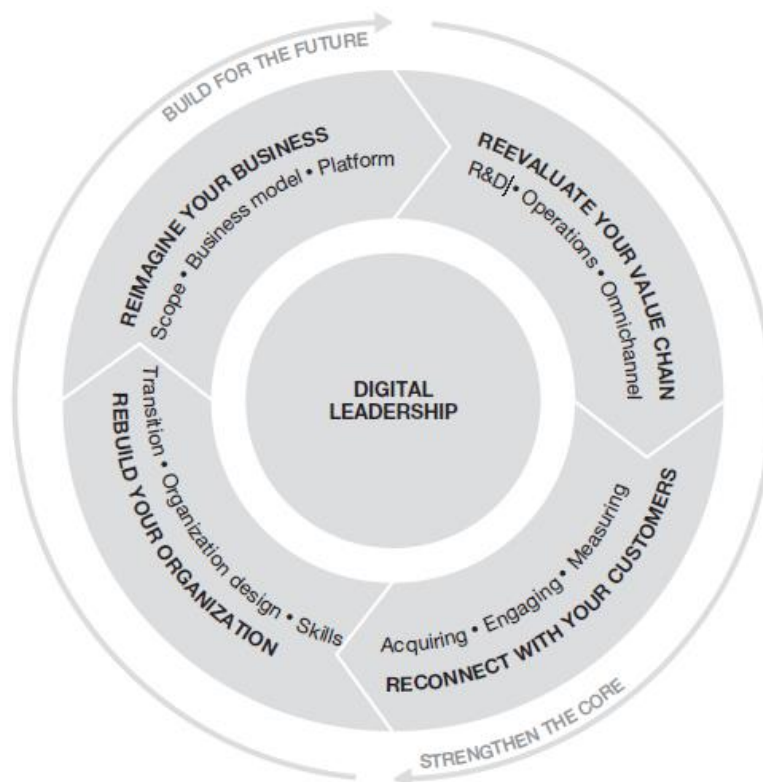 BUILD FOR THE FUTURE
REIMAGINE YOUR BUSINESS
Scope • Business model • Platform
REEVALUATE YOUR VALUE CHAIN
R&D • Operations • Omnichannel
DIGITAL
LEADERSHIP
Transition • Organization design • Skills
REBUILD YOUR ORGANIZATION
Acquiring • Engaging • Measuring
RECONNECT WITH YOUR CUSTOMERS
STRENGTHEN THE CORE